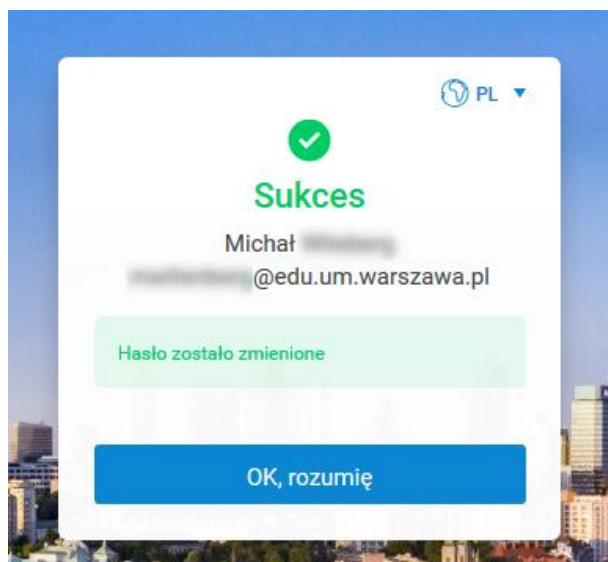 PL
Sukces
Michał
@edu.um.warszawa.pl
Hasło zostało zmienione
OK, rozumię